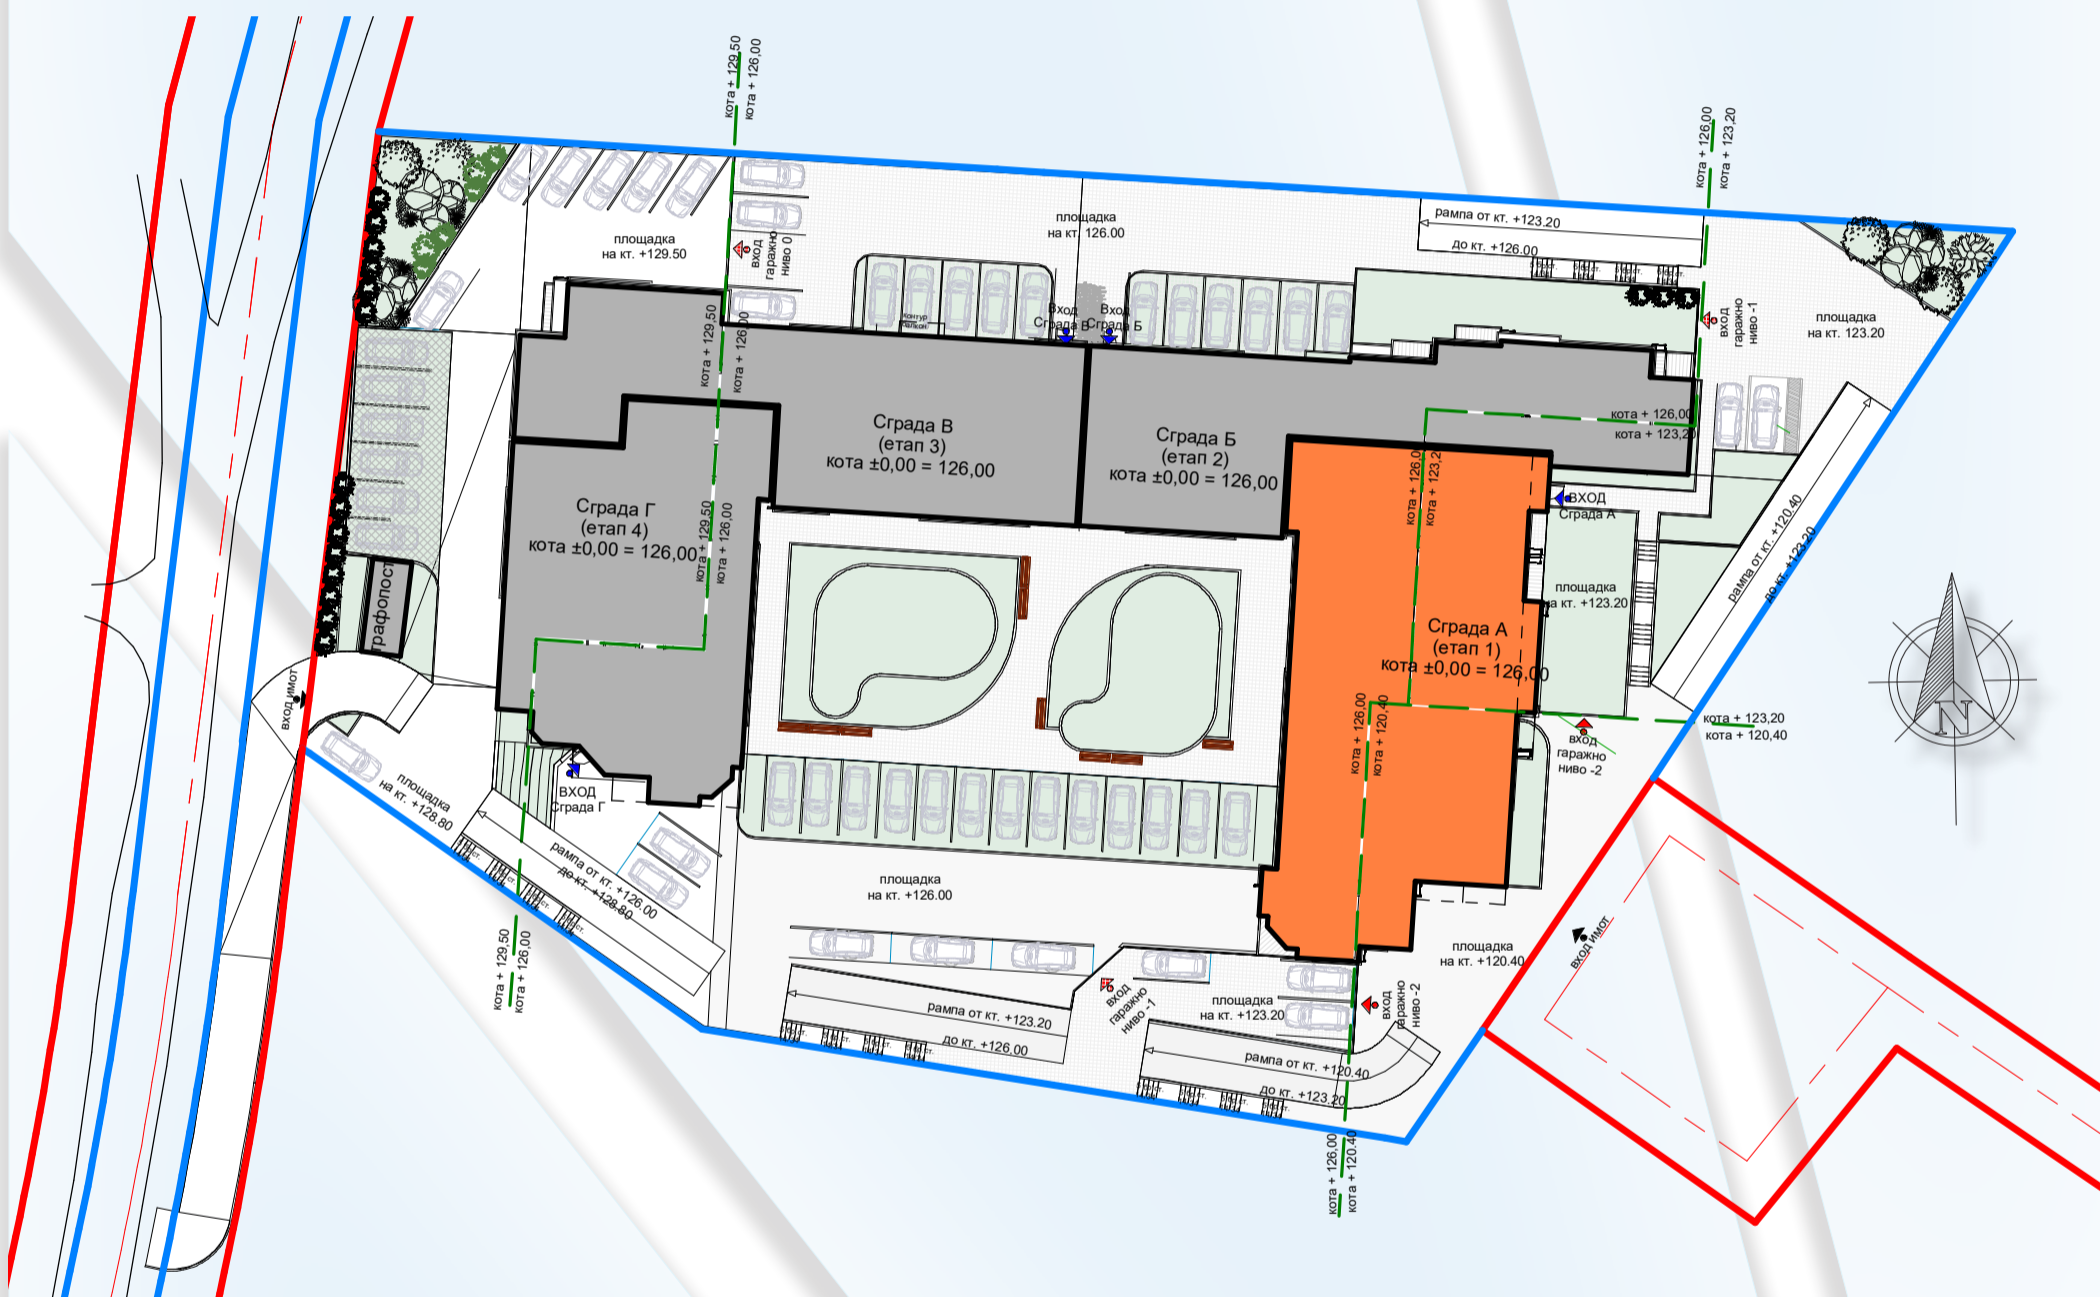 кота + 129,50
кота + 126,00
кота + 126,00
кота + 123,20
площадка
на кт. +129.50
вход
гаражно
ниво 0
площадка
на кт. 126.00
рампа от кт. +123.20
до кт. +126.00
вход
гаражно
ниво -1
площадка
на кт. 123.20
контур
балкон
Вход
Сграда В
Вход
Сграда Б
кота + 129,50
кота + 126,00
Сграда В
(етап 3)
кота ±0,00 = 126,00
Сграда Б
(етап 2)
кота ±0,00 = 126,00
кота + 126,00
кота + 123,20
кота + 126,00
кота + 123,20
ВХОД
Сграда А
Сграда Г
(етап 4)
кота ±0,00 = 126,00
кота + 129,50
кота + 126,00
рампа от кт. +120.40
до кт. +123.20
площадка
на кт. +123.20
Сграда А
(етап 1)
кота ±0,00 = 126,00
трафопост
вход имот
N
кота + 123,20
кота + 120,40
кота + 126,00
кота + 120,40
вход
гаражно
ниво -2
площадка
на кт. +128.80
ВХОД
Сграда Г
рампа от кт. +126.00
до кт. +128.80
площадка
на кт. +126.00
вход имот
площадка
на кт. +120.40
кота + 129,50
кота + 126,00
вход
гаражно
ниво -1
площадка
на кт. +123.20
вход
гаражно
ниво -2
рампа от кт. +123.20
до кт. +126.00
рампа от кт. +120.40
до кт. +123.20
кота + 126,00
кота + 120.40